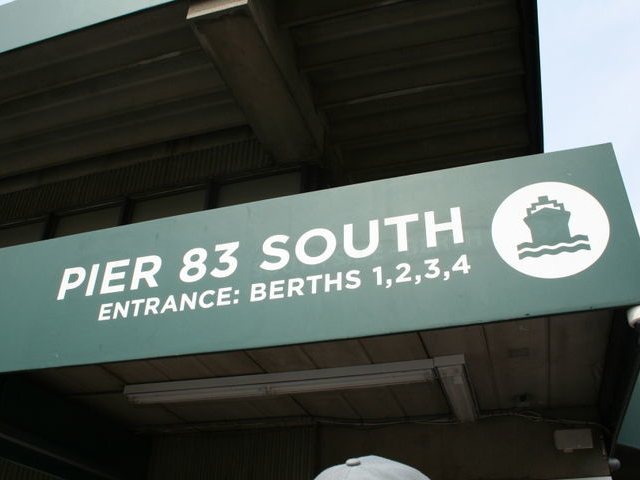 PIER 83 SOUTH
ENTRANCE: BERTHS 1,2,3,4